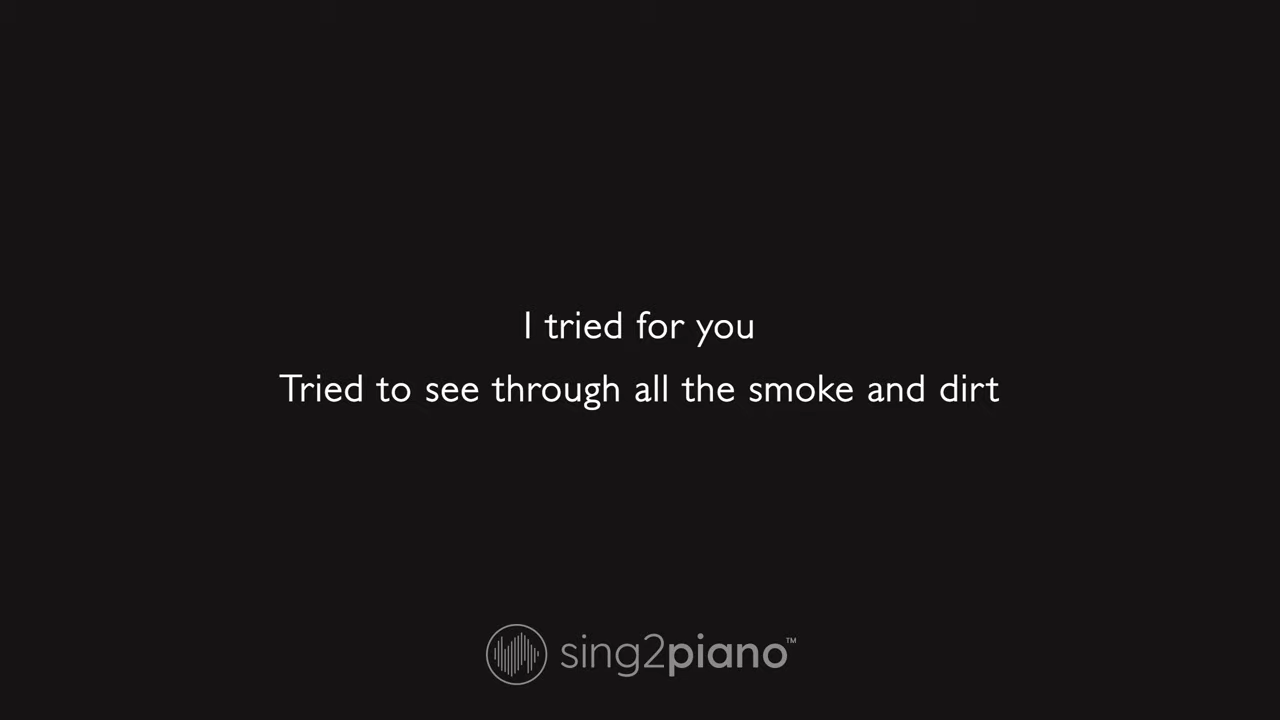 I tried for you
Tried to see through all the smoke and dirt
sing2piano™